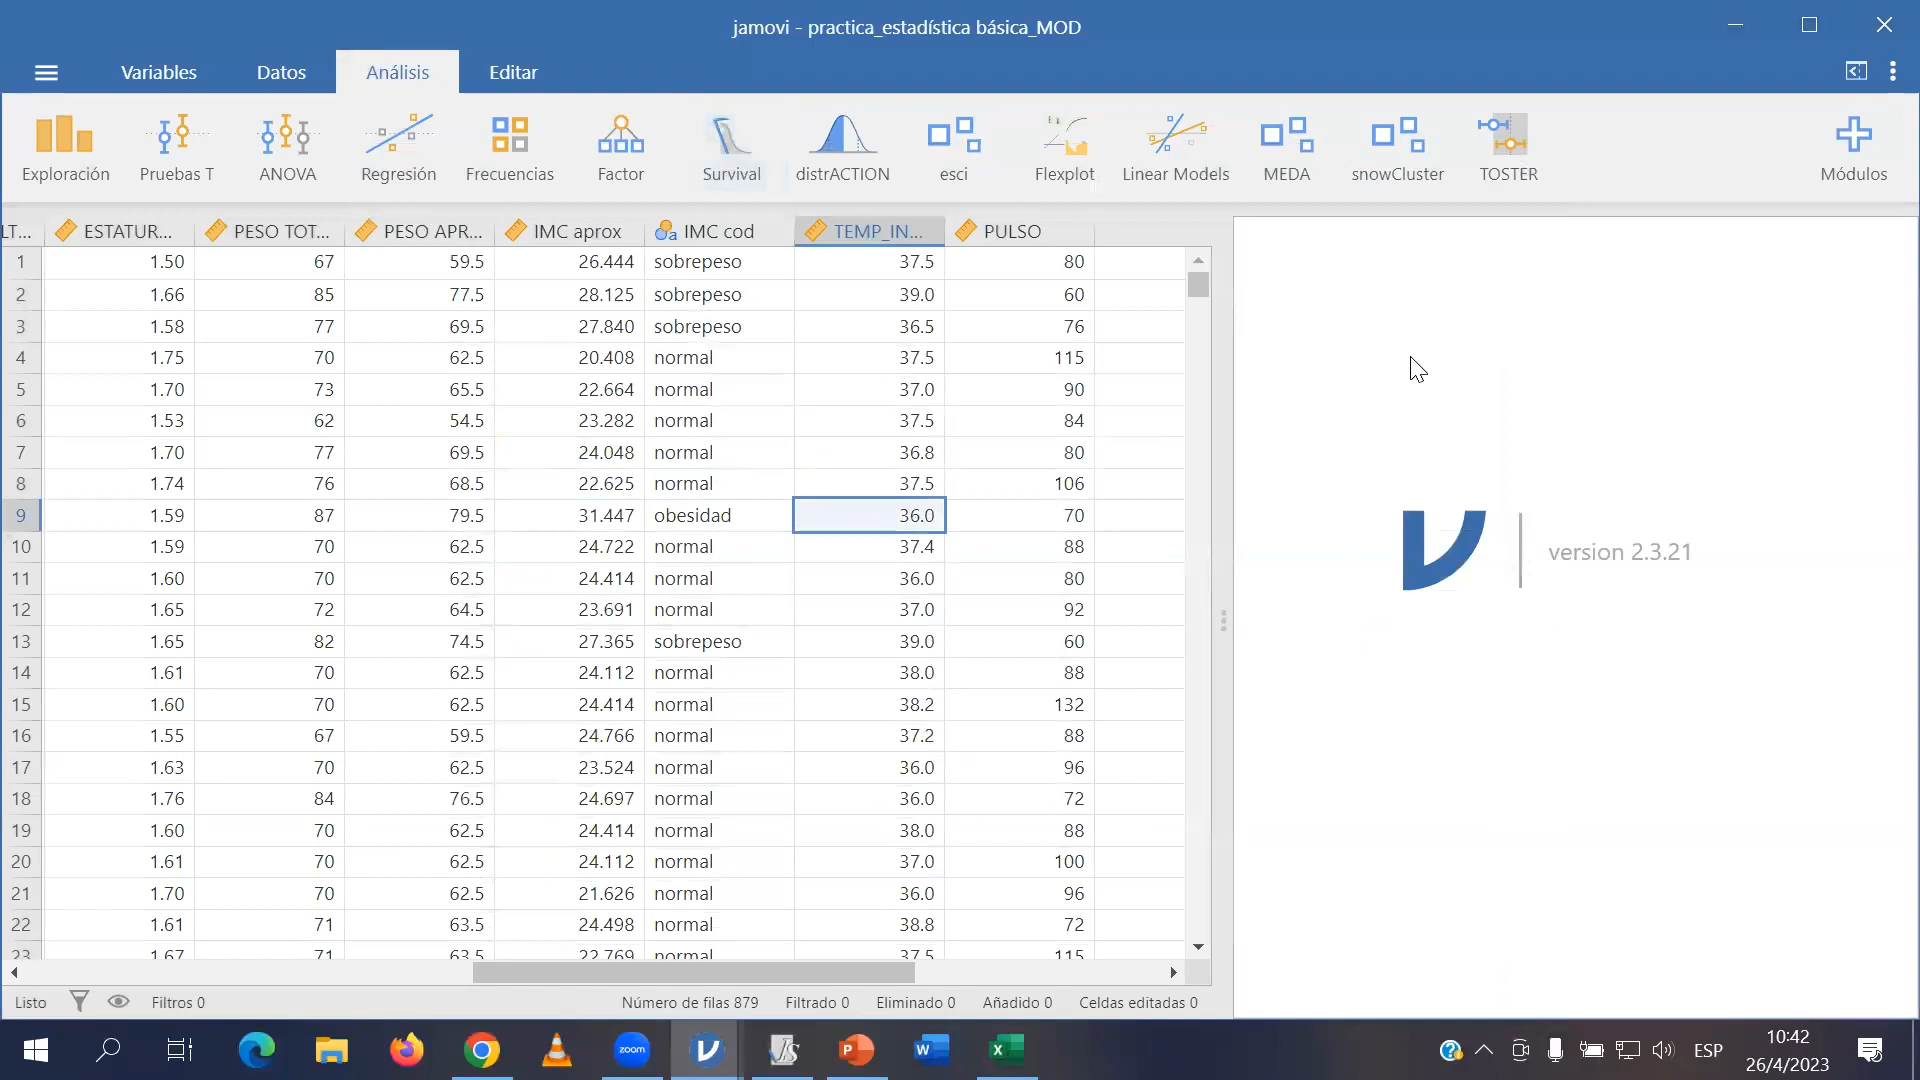 jamovi - practica_estadística básica_MOD
Variables Datos Análisis Editar
Exploración Pruebas T ANOVA Regresión Frecuencias Factor Survival distrACTION esci Flexplot Linear Models MEDA snowCluster TOSTER Módulos
LT... ESTATUR... PESO TOT... PESO APR... IMC aprox IMC cod TEMP_IN... PULSO
1 1.50 67 59.5 26.444 sobrepeso 37.5 80
2 1.66 85 77.5 28.125 sobrepeso 39.0 60
3 1.58 77 69.5 27.840 sobrepeso 36.5 76
4 1.75 70 62.5 20.408 normal 37.5 115
5 1.70 73 65.5 22.664 normal 37.0 90
6 1.53 62 54.5 23.282 normal 37.5 84
7 1.70 77 69.5 24.048 normal 36.8 80
8 1.74 76 68.5 22.625 normal 37.5 106
9 1.59 87 79.5 31.447 obesidad 36.0 70
10 1.59 70 62.5 24.722 normal 37.4 88
11 1.60 70 62.5 24.414 normal 36.0 80
12 1.65 72 64.5 23.691 normal 37.0 92
13 1.65 82 74.5 27.365 sobrepeso 39.0 60
14 1.61 70 62.5 24.112 normal 38.0 88
15 1.60 70 62.5 24.414 normal 38.2 132
16 1.55 67 59.5 24.766 normal 37.2 88
17 1.63 70 62.5 23.524 normal 36.0 96
18 1.76 84 76.5 24.697 normal 36.0 72
19 1.60 70 62.5 24.414 normal 38.0 88
20 1.61 70 62.5 24.112 normal 37.0 100
21 1.70 70 62.5 21.626 normal 36.0 96
22 1.61 71 63.5 24.498 normal 38.8 72
23 1.67 71 63.5 22.769 normal 37.5 115
version 2.3.21
Listo Filtros 0 Número de filas 879 Filtrado 0 Eliminado 0 Añadido 0 Celdas editadas 0
zoom
ESP
10:42
26/4/2023